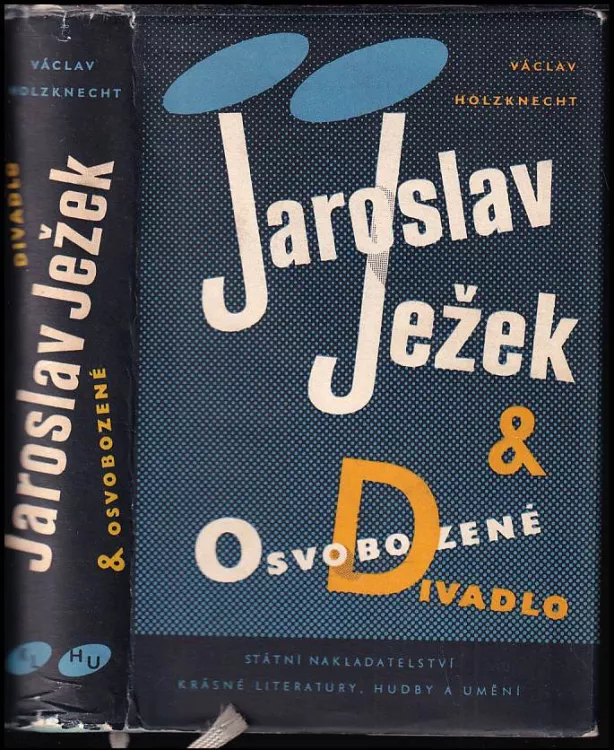 VÁCLAV
HOLZKNECHT
DIVADLO
Jaroslav Ježek
& OSVOBOZENÉ
KL HU
VÁCLAV
HOLZKNECHT
Jaroslav
Ježek
&
OSVOBOZENÉ
DIVADLO
STÁTNÍ NAKLADATELSTVÍ
KRÁSNÉ LITERATURY, HUDBY A UMĚNÍ